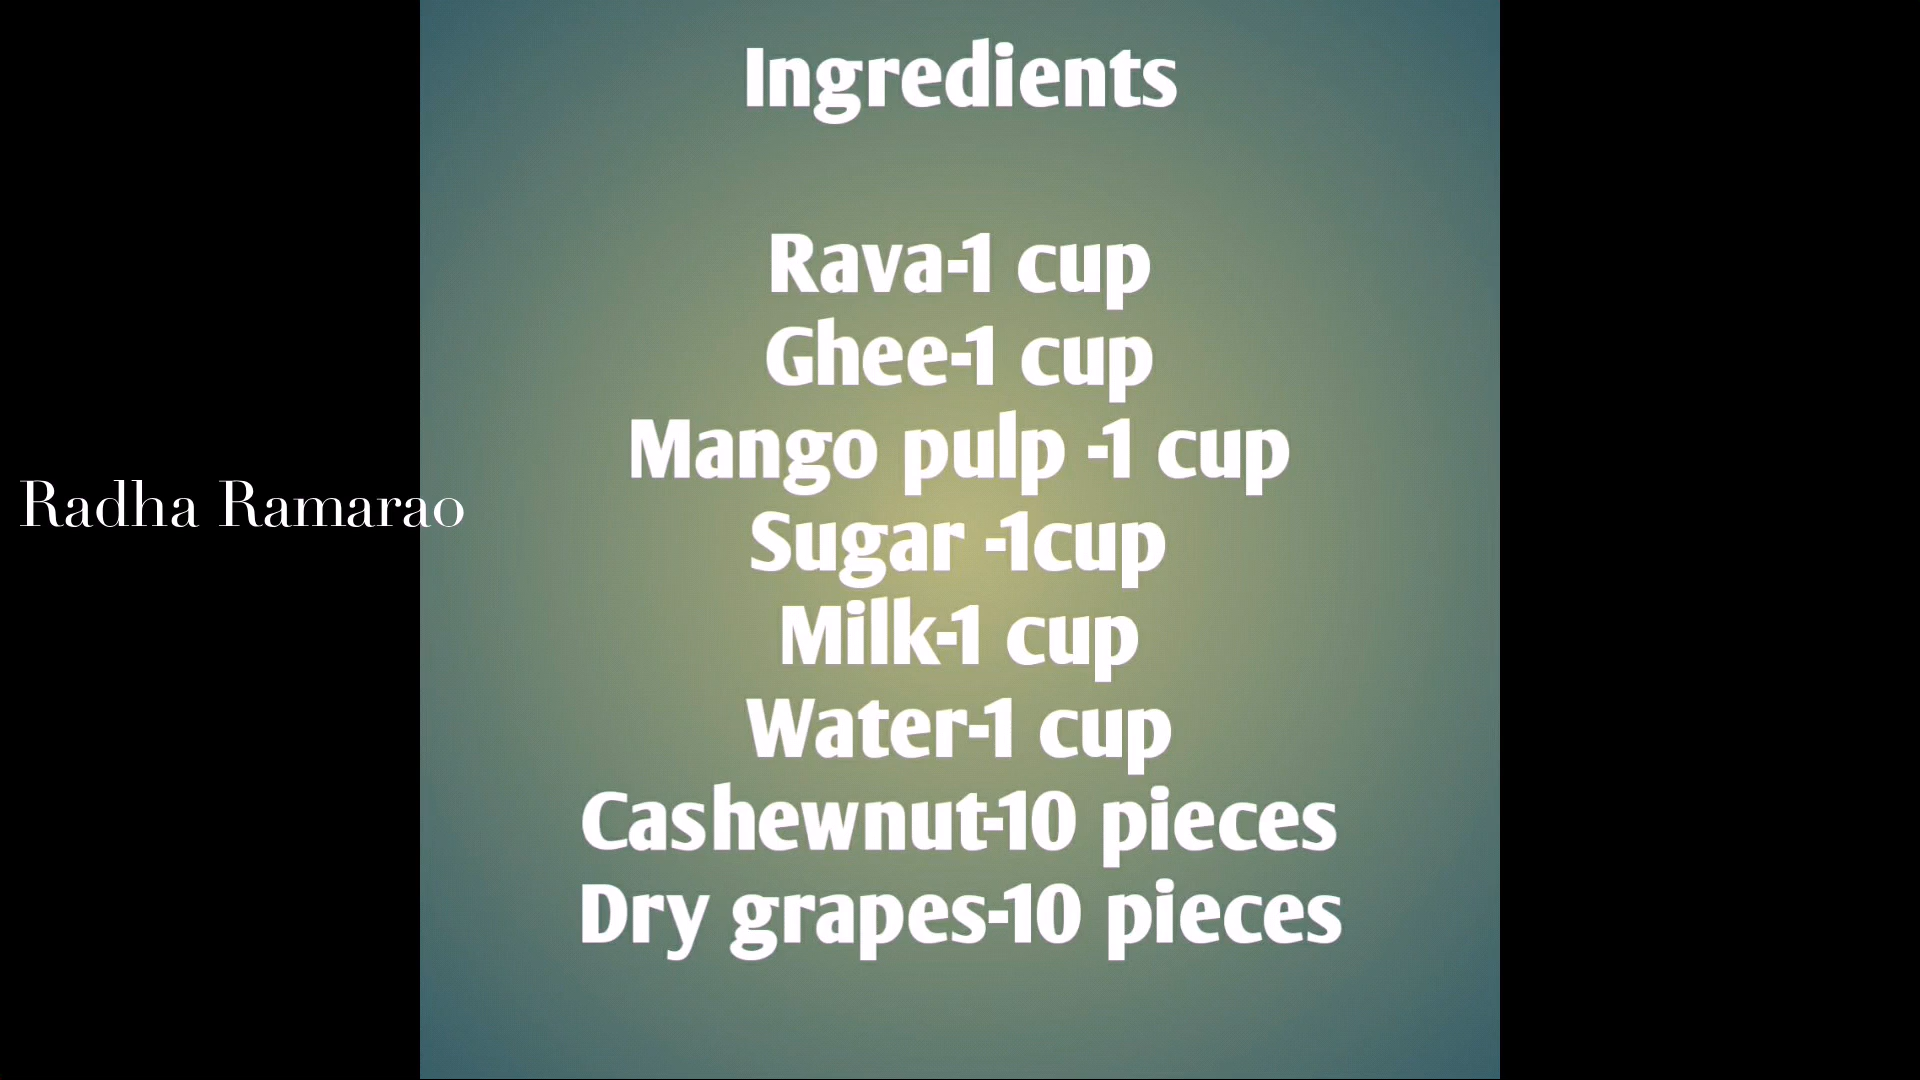 Ingredients
Rava-1 cup
Ghee-1 cup
Mango pulp -1 cup
Sugar -1cup
Milk-1 cup
Water-1 cup
Cashewnut-10 pieces
Dry grapes-10 pieces
Radha Ramarao